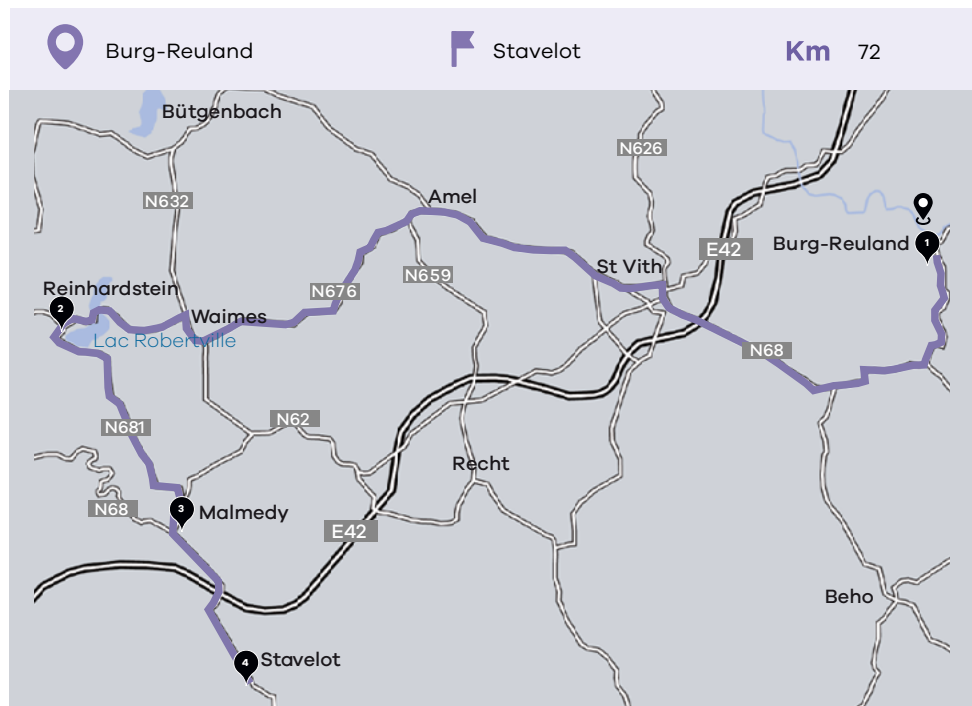 Burg-Reuland
Stavelot
Km 72
Bütgenbach
N626
N632
Amel
Burg-Reuland
1
E42
St Vith
N659
Reinhardstein
N676
2
Waimes
Lac Robertville
N68
N62
N681
Recht
N68
3
Malmedy
E42
Beho
4
Stavelot